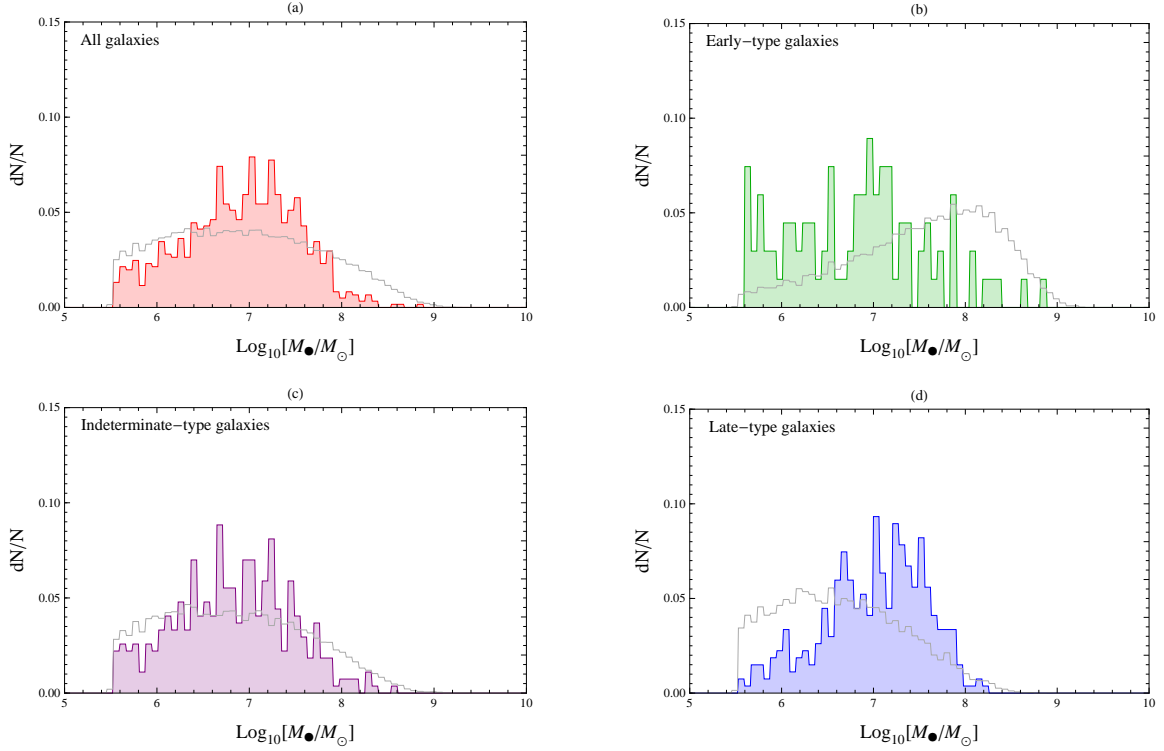 (a)
All galaxies
0.15
0.10
0.05
0.00
dN/N
5 6 7 8 9 10
Log₁₀[M●/M⊙]
(b)
Early−type galaxies
0.15
0.10
0.05
0.00
dN/N
5 6 7 8 9 10
Log₁₀[M●/M⊙]
(c)
Indeterminate−type galaxies
0.15
0.10
0.05
0.00
dN/N
5 6 7 8 9 10
Log₁₀[M●/M⊙]
(d)
Late−type galaxies
0.15
0.10
0.05
0.00
dN/N
5 6 7 8 9 10
Log₁₀[M●/M⊙]